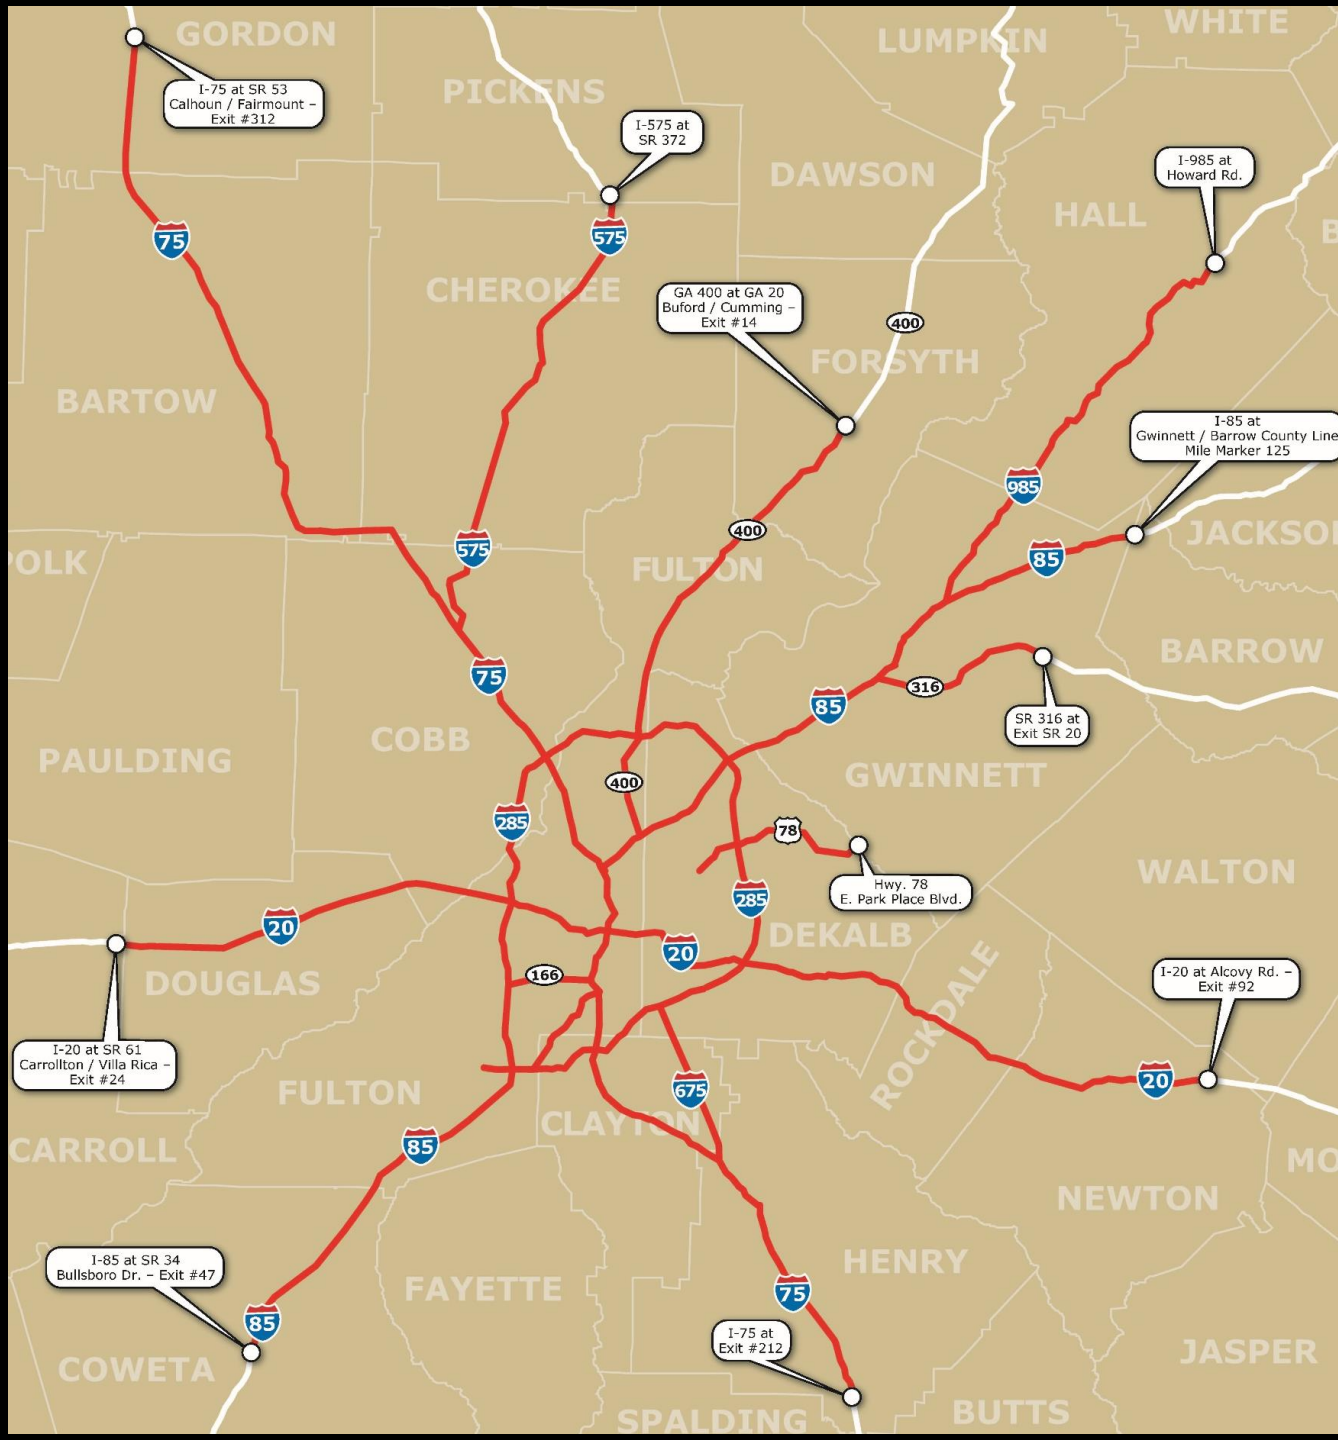 GORDON
WHITE
LUMPKIN
PICKENS
I-75 at SR 53
Calhoun / Fairmount –
Exit #312
I-575 at
SR 372
I-985 at
Howard Rd.
DAWSON
HALL
B
75
575
CHEROKEE
GA 400 at GA 20
Buford / Cumming –
Exit #14
400
FORSYTH
BARTOW
I-85 at
Gwinnett / Barrow County Line
Mile Marker 125
985
400
JACKSO
575
85
OLK
FULTON
BARROW
75
316
85
SR 316 at
Exit SR 20
COBB
PAULDING
GWINNETT
400
285
78
WALTON
Hwy. 78
E. Park Place Blvd.
285
20
DEKALB
20
166
DOUGLAS
ROCKDALE
I-20 at Alcovy Rd. –
Exit #92
I-20 at SR 61
Carrollton / Villa Rica –
Exit #24
20
FULTON
675
CLAYTON
85
CARROLL
MO
NEWTON
I-85 at SR 34
Bullsboro Dr. – Exit #47
HENRY
FAYETTE
75
85
I-75 at
Exit #212
JASPER
COWETA
BUTTS
SPALDING